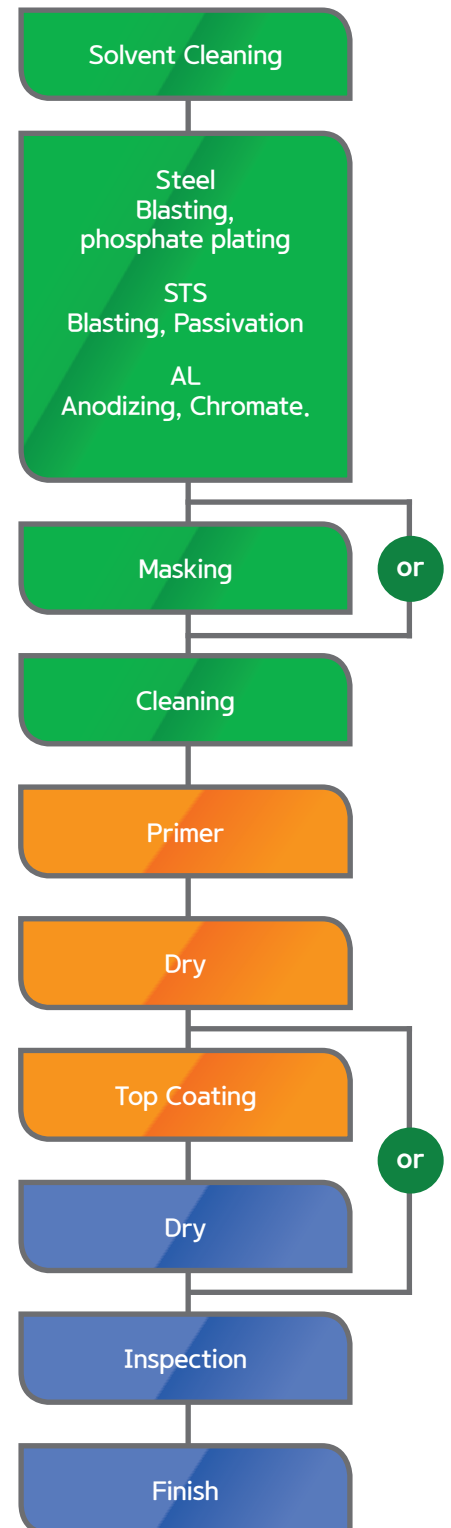 Solvent Cleaning
Steel
Blasting,
phosphate plating
STS
Blasting, Passivation
AL
Anodizing, Chromate.
Masking
or
Cleaning
Primer
Dry
Top Coating
or
Dry
Inspection
Finish